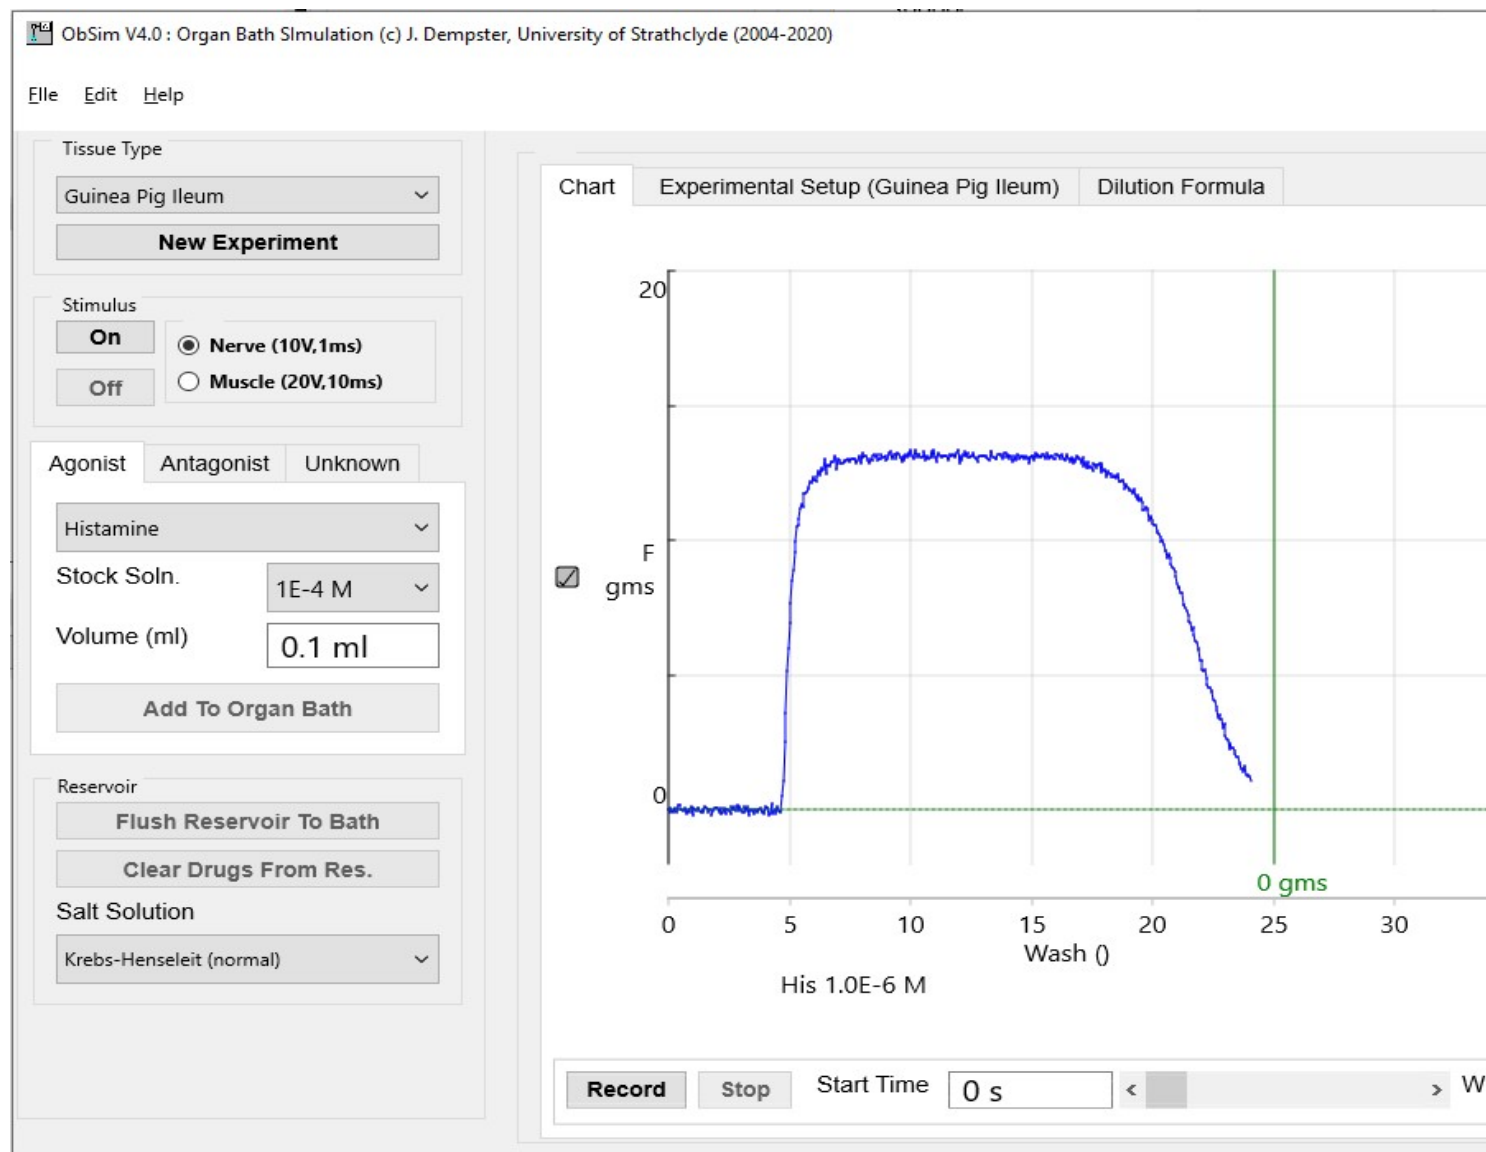 ObSim V4.0 : Organ Bath SImulation (c) J. Dempster, University of Strathclyde (2004-2020)
FIle Edit Help
Tissue Type
Guinea Pig Ileum
New Experiment
Stimulus
On
Off
Nerve (10V,1ms)
Muscle (20V,10ms)
Agonist Antagonist Unknown
Histamine
Stock Soln. 1E-4 M
Volume (ml) 0.1 ml
Add To Organ Bath
Reservoir
Flush Reservoir To Bath
Clear Drugs From Res.
Salt Solution
Krebs-Henseleit (normal)
Chart Experimental Setup (Guinea Pig Ileum) Dilution Formula
20
F
gms
0
0 gms
0 5 10 15 20 25 30
Wash ()
His 1.0E-6 M
Record Stop Start Time 0 s < > W